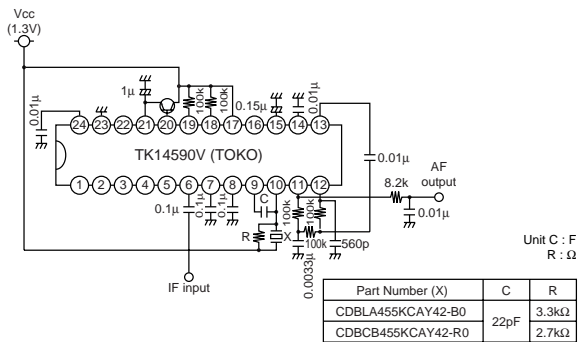 Vcc
(1.3V)
1μ
100k
100k
0.15μ
0.01μ
0.01μ
24
23
22
21
20
19
18
17
16
15
14
13
TK14590V (TOKO)
0.01μ
1
2
3
4
5
6
7
8
9
10
11
12
AF
output
8.2k
0.1μ
0.1μ
0.1μ
C
100k
100k
0.01μ
R
X
100k
560p
0.0033μ
IF input
Unit C : F
R : Ω
Part Number (X) C R
CDBLA455KCAY42-B0 22pF 3.3kΩ
CDBCB455KCAY42-R0 2.7kΩ